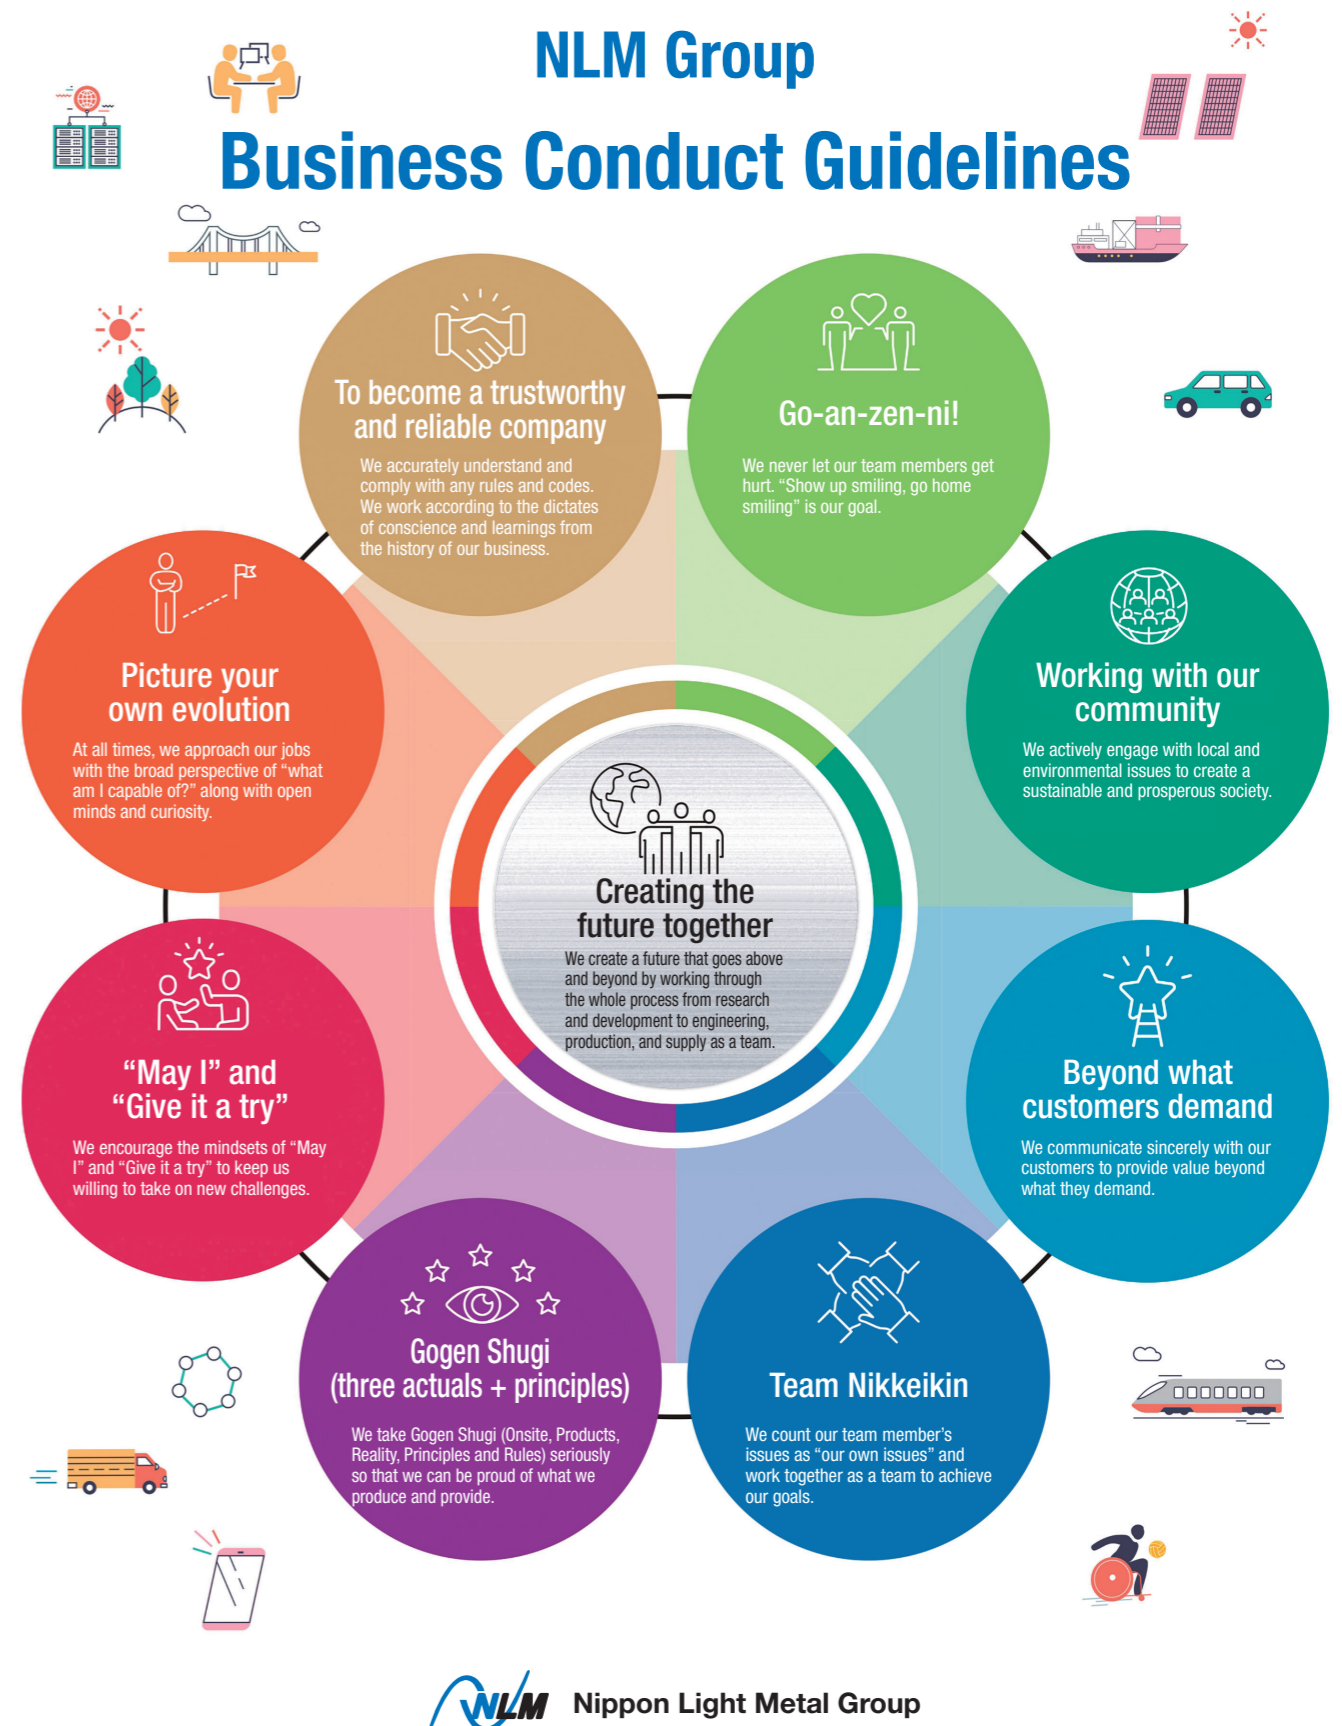 NLM Group
Business Conduct Guidelines
To become a trustworthy
and reliable company
We accurately understand and
comply with any rules and codes.
We work according to the dictates
of conscience and learnings from
the history of our business.
Go-an-zen-ni!
We never let our team members get
hurt. “Show up smiling, go home
smiling” is our goal.
Picture your
own evolution
At all times, we approach our jobs
with the broad perspective of “what
am I capable of?” along with open
minds and curiosity.
Working with our
community
We actively engage with local and
environmental issues to create a
sustainable and prosperous society.
Creating the
future together
We create a future that goes above
and beyond by working through
the whole process from research
and development to engineering,
production, and supply as a team.
“May I” and
“Give it a try”
We encourage the mindsets of “May
I” and “Give it a try” to keep us
willing to take on new challenges.
Beyond what
customers demand
We communicate sincerely with our
customers to provide value beyond
what they demand.
Gogen Shugi
(three actuals + principles)
We take Gogen Shugi (Onsite, Products,
Reality, Principles and Rules) seriously
so that we can be proud of what we
produce and provide.
Team Nikkeikin
We count our team member’s
issues as “our own issues” and
work together as a team to achieve
our goals.
NLM Nippon Light Metal Group